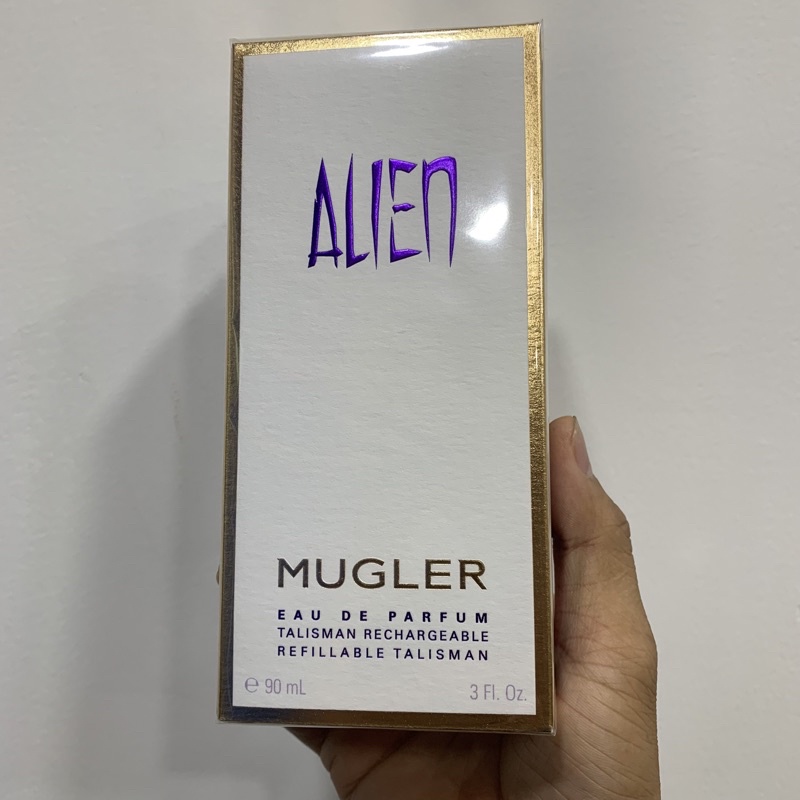 ALIEN
MUGLER
EAU DE PARFUM
TALISMAN RECHARGEABLE
REFILLABLE TALISMAN
℮ 90 mL
3 Fl. Oz.